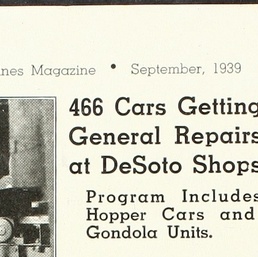 nes Magazine • September, 1939
466 Cars Getting
General Repairs
at DeSoto Shops
Program Includes
Hopper Cars and
Gondola Units.